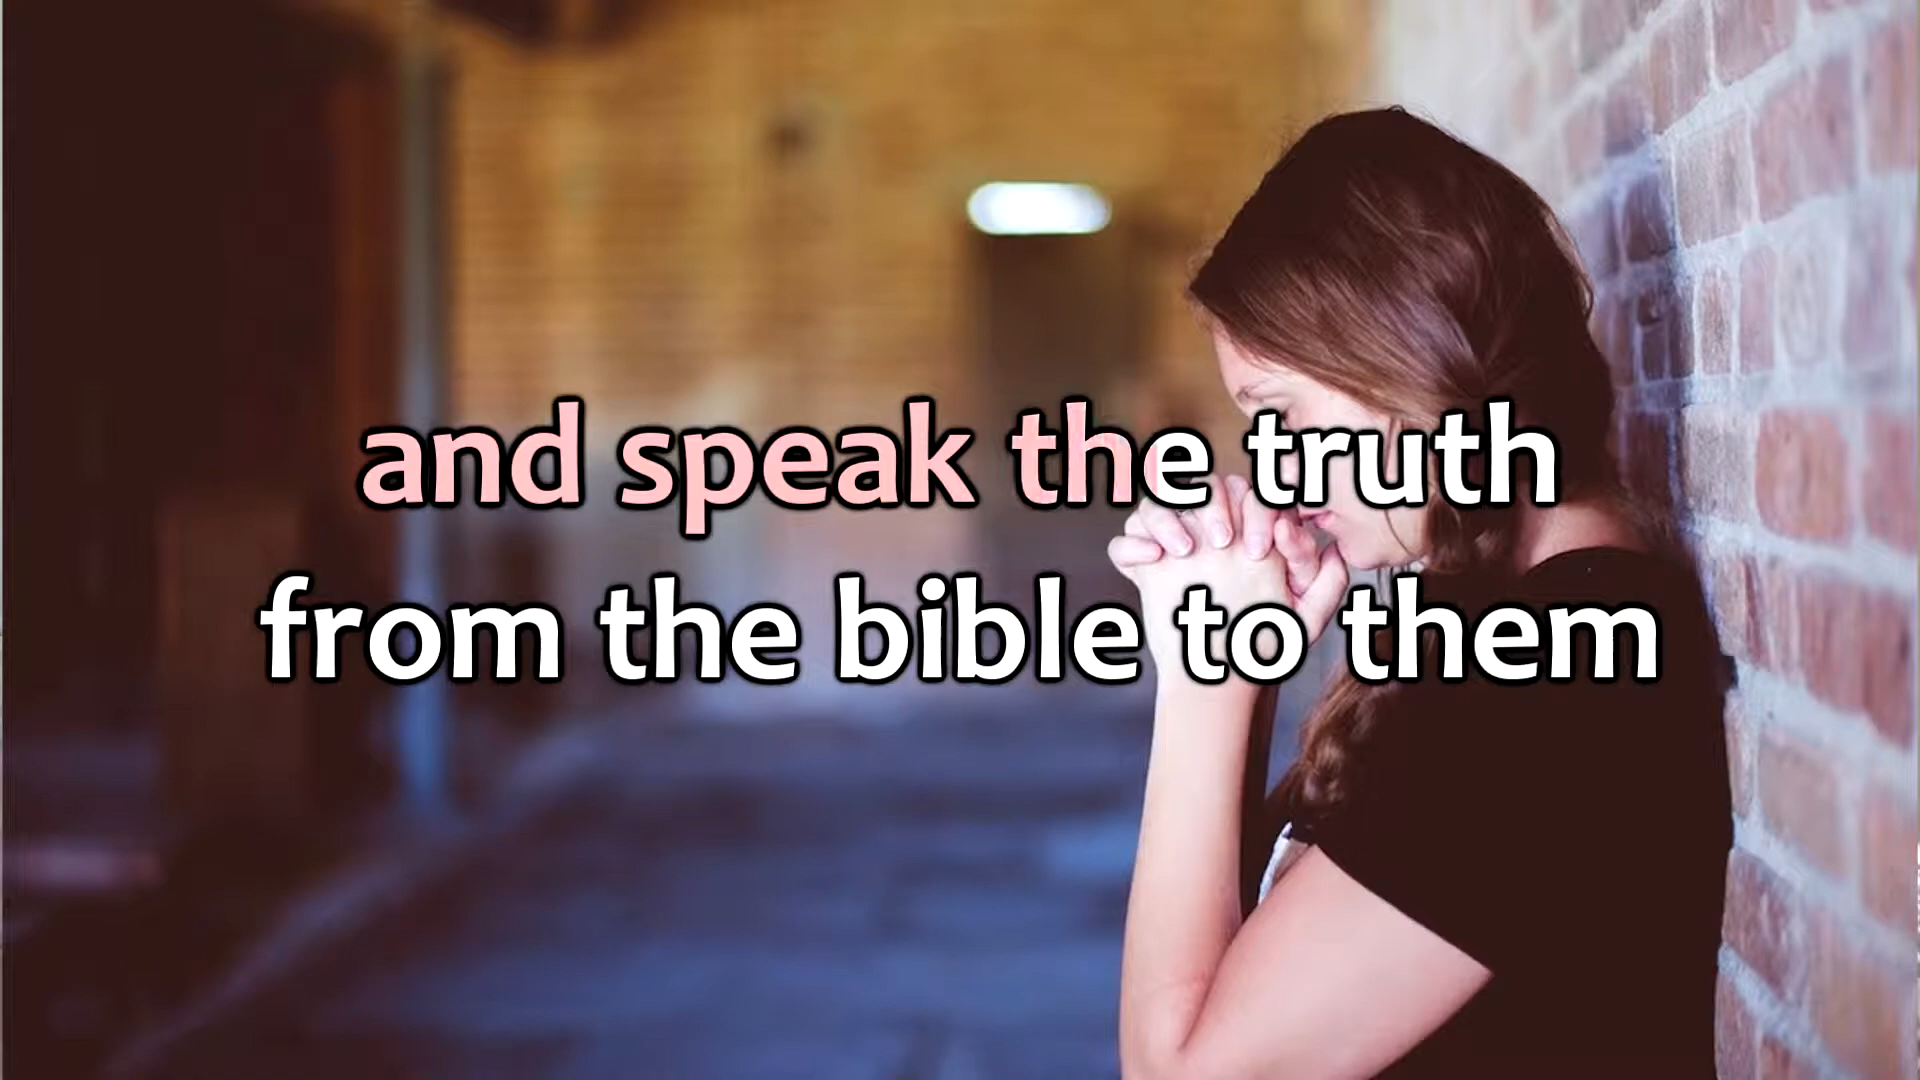 and speak the truth
from the bible to them